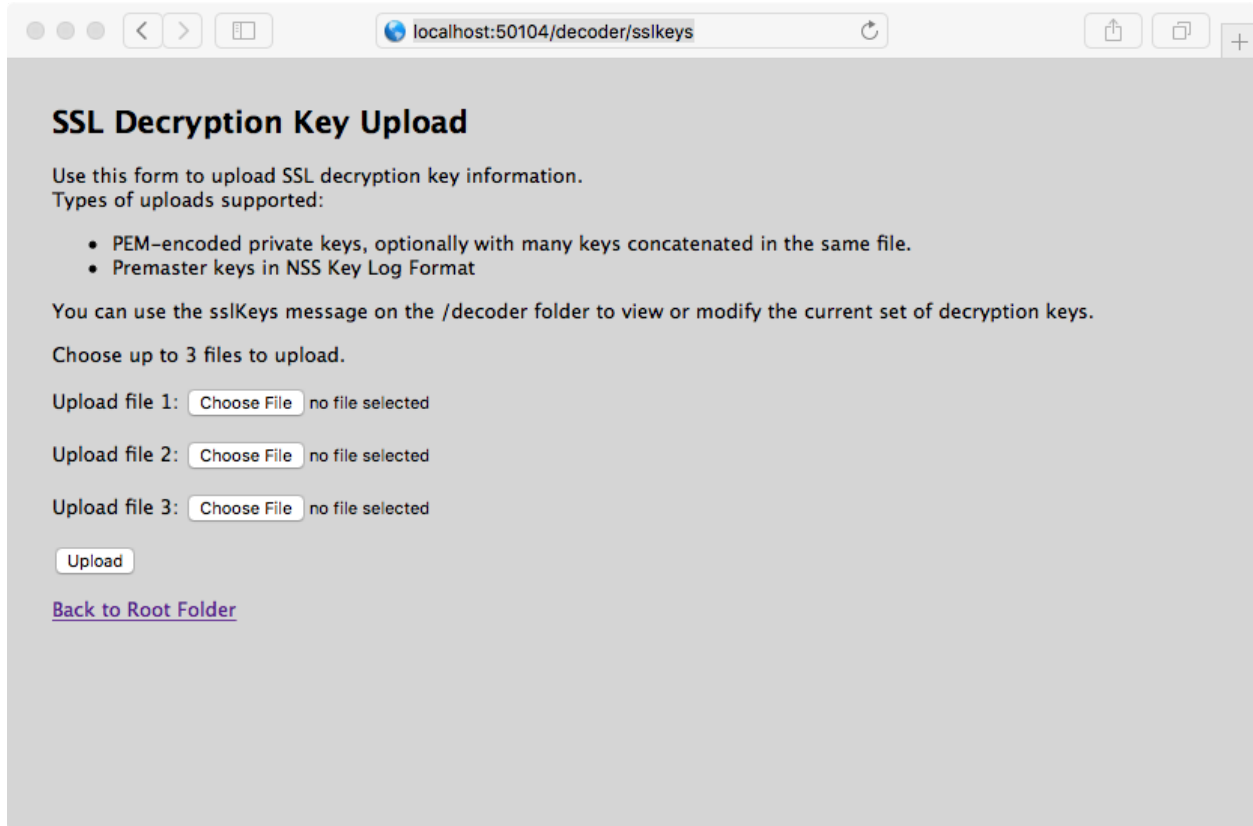 localhost:50104/decoder/sslkeys
SSL Decryption Key Upload
Use this form to upload SSL decryption key information.
Types of uploads supported:
• PEM-encoded private keys, optionally with many keys concatenated in the same file.
• Premaster keys in NSS Key Log Format
You can use the sslKeys message on the /decoder folder to view or modify the current set of decryption keys.
Choose up to 3 files to upload.
Upload file 1: Choose File no file selected
Upload file 2: Choose File no file selected
Upload file 3: Choose File no file selected
Upload
Back to Root Folder